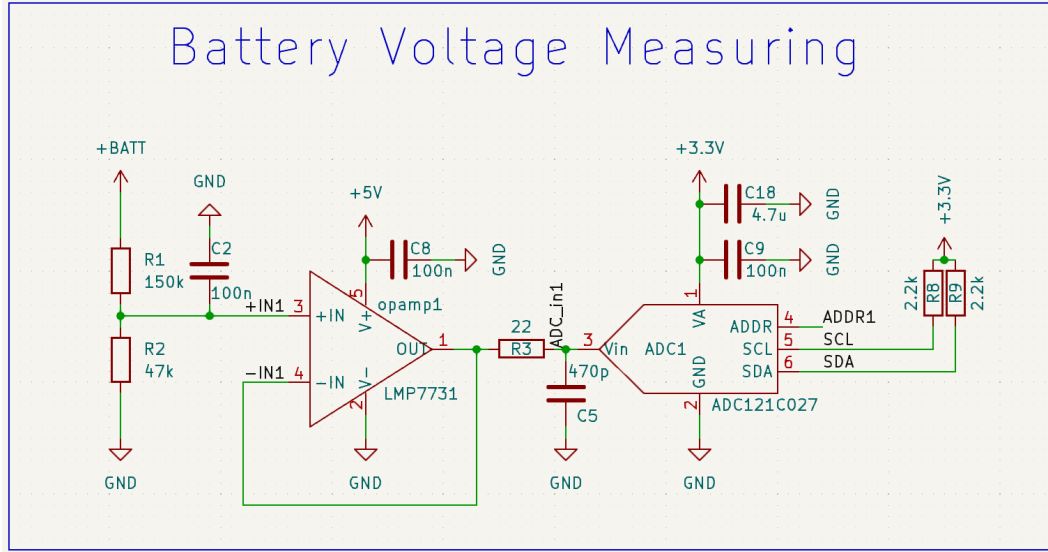 Battery Voltage Measuring
+BATT
GND
+5V
+3.3V
+3.3V
R1
150k
C2
100n
C8
100n
GND
C18
4.7u
GND
C9
100n
GND
2.2k
R8
R9
2.2k
+IN1
3
+IN
5
V+
opamp1
OUT
1
-IN1
4
-IN
V-
2
LMP7731
R2
47k
22
R3
ADC_in1
470p
C5
3
Vin
ADC1
1
VA
ADDR
4
ADDR1
SCL
5
SCL
SDA
6
SDA
GND
2
ADC121C027
GND
GND
GND
GND